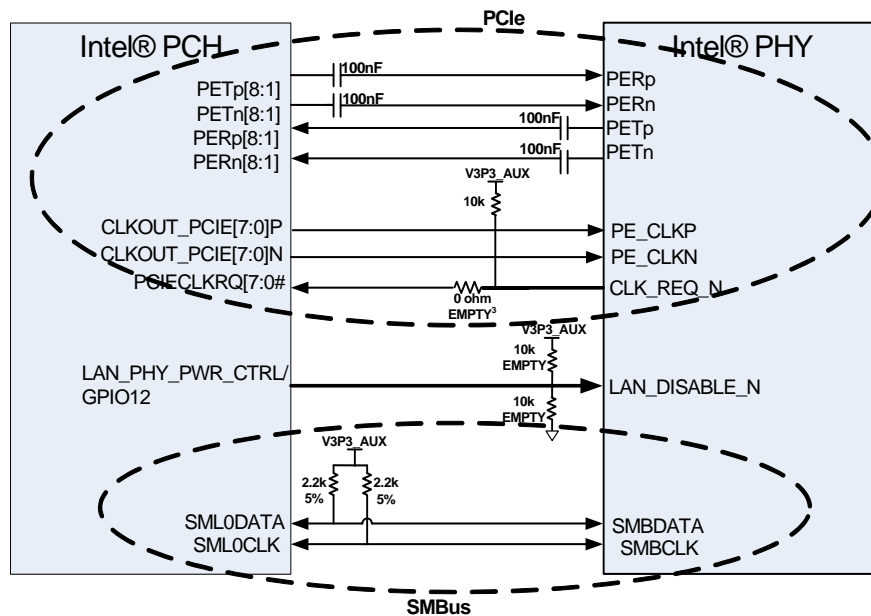 PCIe
Intel® PCH
Intel® PHY
100nF
PETp[8:1]
PERp
100nF
PETn[8:1]
PERn
100nF
PERp[8:1]
PETp
100nF
PERn[8:1]
PETn
V3P3_AUX
10k
CLKOUT_PCIE[7:0]P
PE_CLKP
CLKOUT_PCIE[7:0]N
PE_CLKN
PCIECLKRQ[7:0#
CLK_REQ_N
0 ohm
EMPTY³
V3P3_AUX
10k
EMPTY
LAN_PHY_PWR_CTRL/
GPIO12
LAN_DISABLE_N
10k
EMPTY
V3P3_AUX
2.2k
5%
2.2k
5%
SML0DATA
SMBDATA
SML0CLK
SMBCLK
SMBus